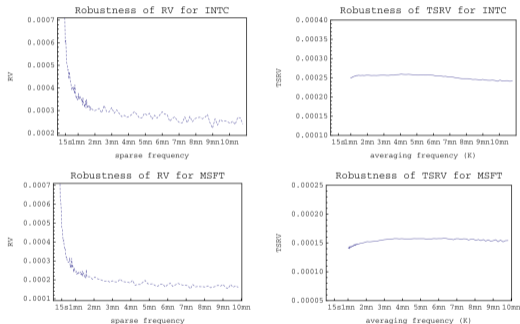 Robustness of RV for INTC
0.0007
0.0006
0.0005
0.0004
0.0003
0.0002
RV
15s1mn 2mn 3mn 4mn 5mn 6mn 7mn 8mn 9mn10mn
sparse frequency
Robustness of TSRV for INTC
0.00040
0.00035
0.00030
0.00025
0.00020
0.00015
0.00010
TSRV
15s1mn 2mn 3mn 4mn 5mn 6mn 7mn 8mn 9mn 10mn
averaging frequency (K)
Robustness of RV for MSFT
0.0007
0.0006
0.0005
0.0004
0.0003
0.0002
0.0001
RV
15s1mn 2mn 3mn 4mn 5mn 6mn 7mn 8mn 9mn 10mn
sparse frequency
Robustness of TSRV for MSFT
0.00025
0.00020
0.00015
0.00010
0.00005
TSRV
15s1mn 2mn 3mn 4mn 5mn 6mn 7mn 8mn 9mn 10mn
averaging frequency (K)